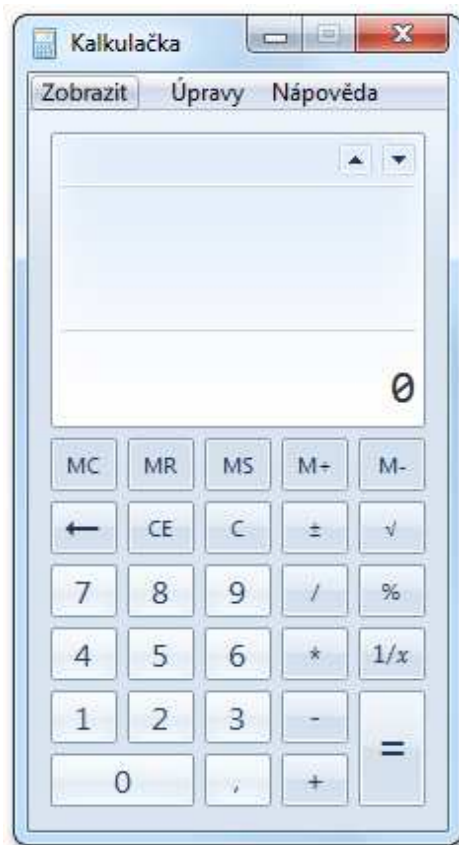 Kalkulačka
Zobrazit Úpravy Nápověda
0
MC MR MS M+ M-
← CE C ± √
7 8 9 / %
4 5 6 * 1/x
1 2 3 - =
0 , +